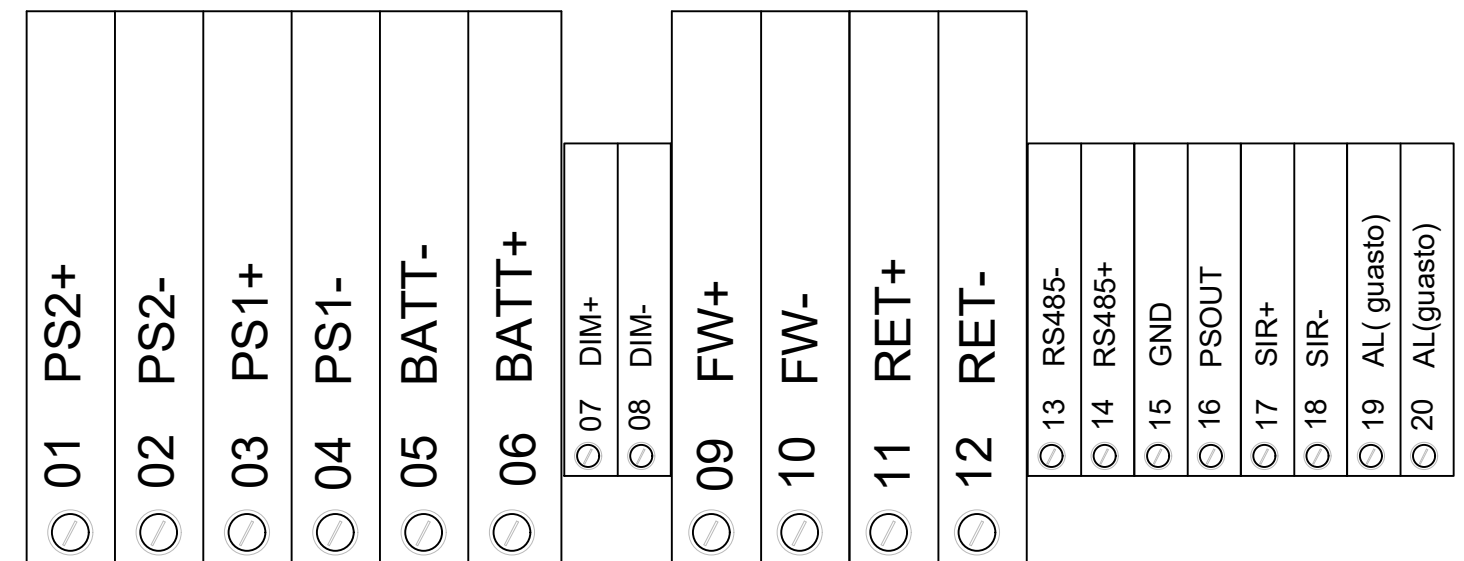 01 PS2+
02 PS2-
03 PS1+
04 PS1-
05 BATT-
06 BATT+
07 DIM+
08 DIM-
09 FW+
10 FW-
11 RET+
12 RET-
13 RS485-
14 RS485+
15 GND
16 PSOUT
17 SIR+
18 SIR-
19 AL( guasto)
20 AL(guasto)